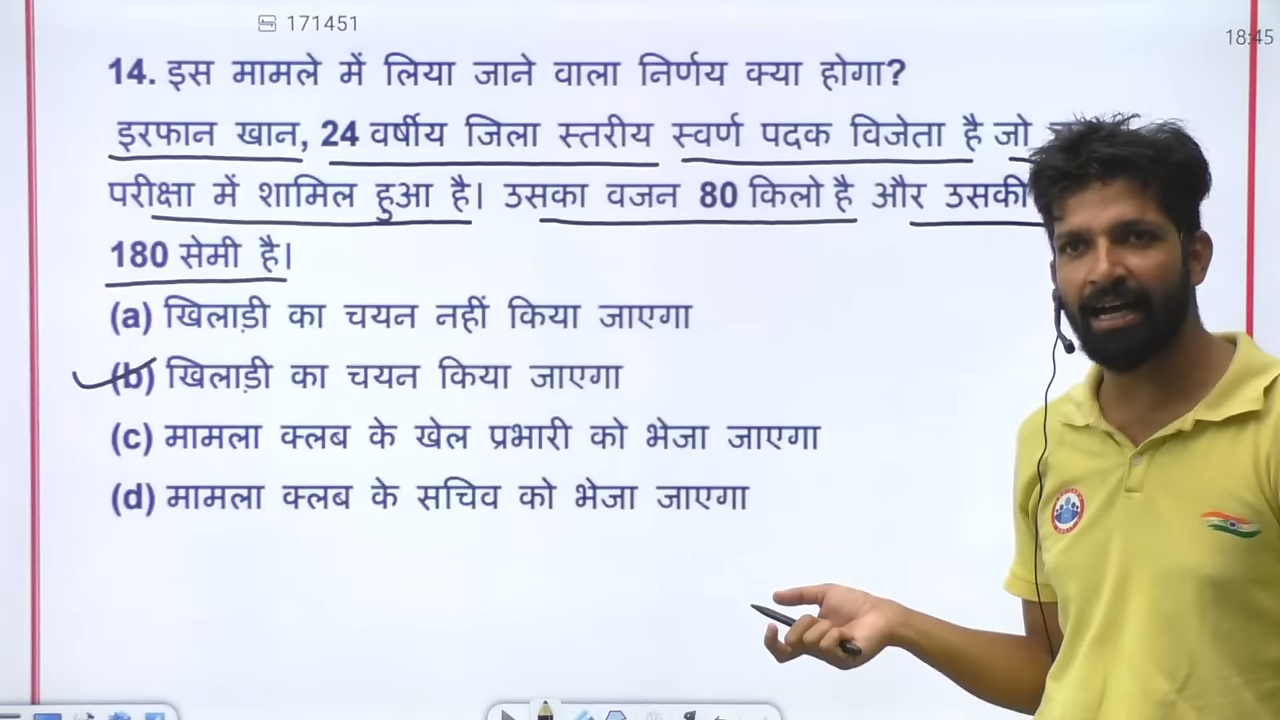 171451
18:45
14. इस मामले में लिया जाने वाला निर्णय क्या होगा?
इरफान खान, 24 वर्षीय जिला स्तरीय स्वर्ण पदक विजेता है जो
परीक्षा में शामिल हुआ है। उसका वजन 80 किलो है और उसकी
180 सेमी है।
(a) खिलाड़ी का चयन नहीं किया जाएगा
(b) खिलाड़ी का चयन किया जाएगा
(c) मामला क्लब के खेल प्रभारी को भेजा जाएगा
(d) मामला क्लब के सचिव को भेजा जाएगा